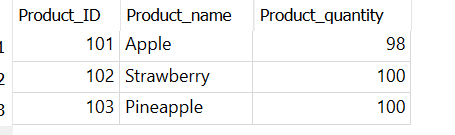 Product_ID Product_name Product_quantity
1 101 Apple 98
2 102 Strawberry 100
3 103 Pineapple 100